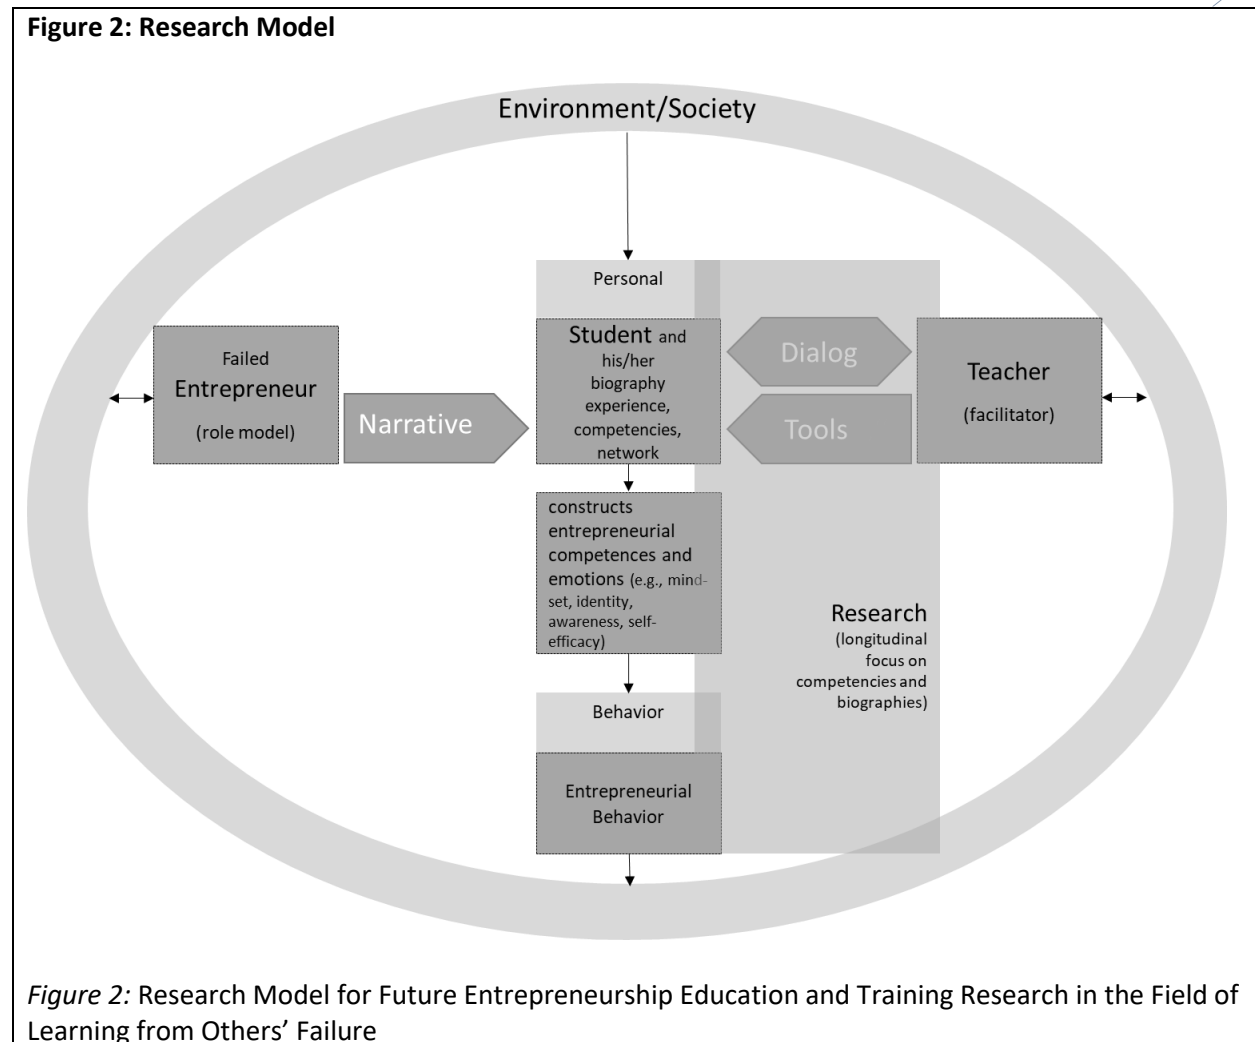 Figure 2: Research Model
Environment/Society
Personal
Failed
Entrepreneur
(role model)
Narrative
Student and
his/her
biography
experience,
competencies,
network
Dialog
Tools
Teacher
(facilitator)
constructs
entrepreneurial
competences and
emotions (e.g., mind-
set, identity,
awareness, self-
efficacy)
Research
(longitudinal
focus on
competencies and
biographies)
Behavior
Entrepreneurial
Behavior
Figure 2: Research Model for Future Entrepreneurship Education and Training Research in the Field of
Learning from Others’ Failure